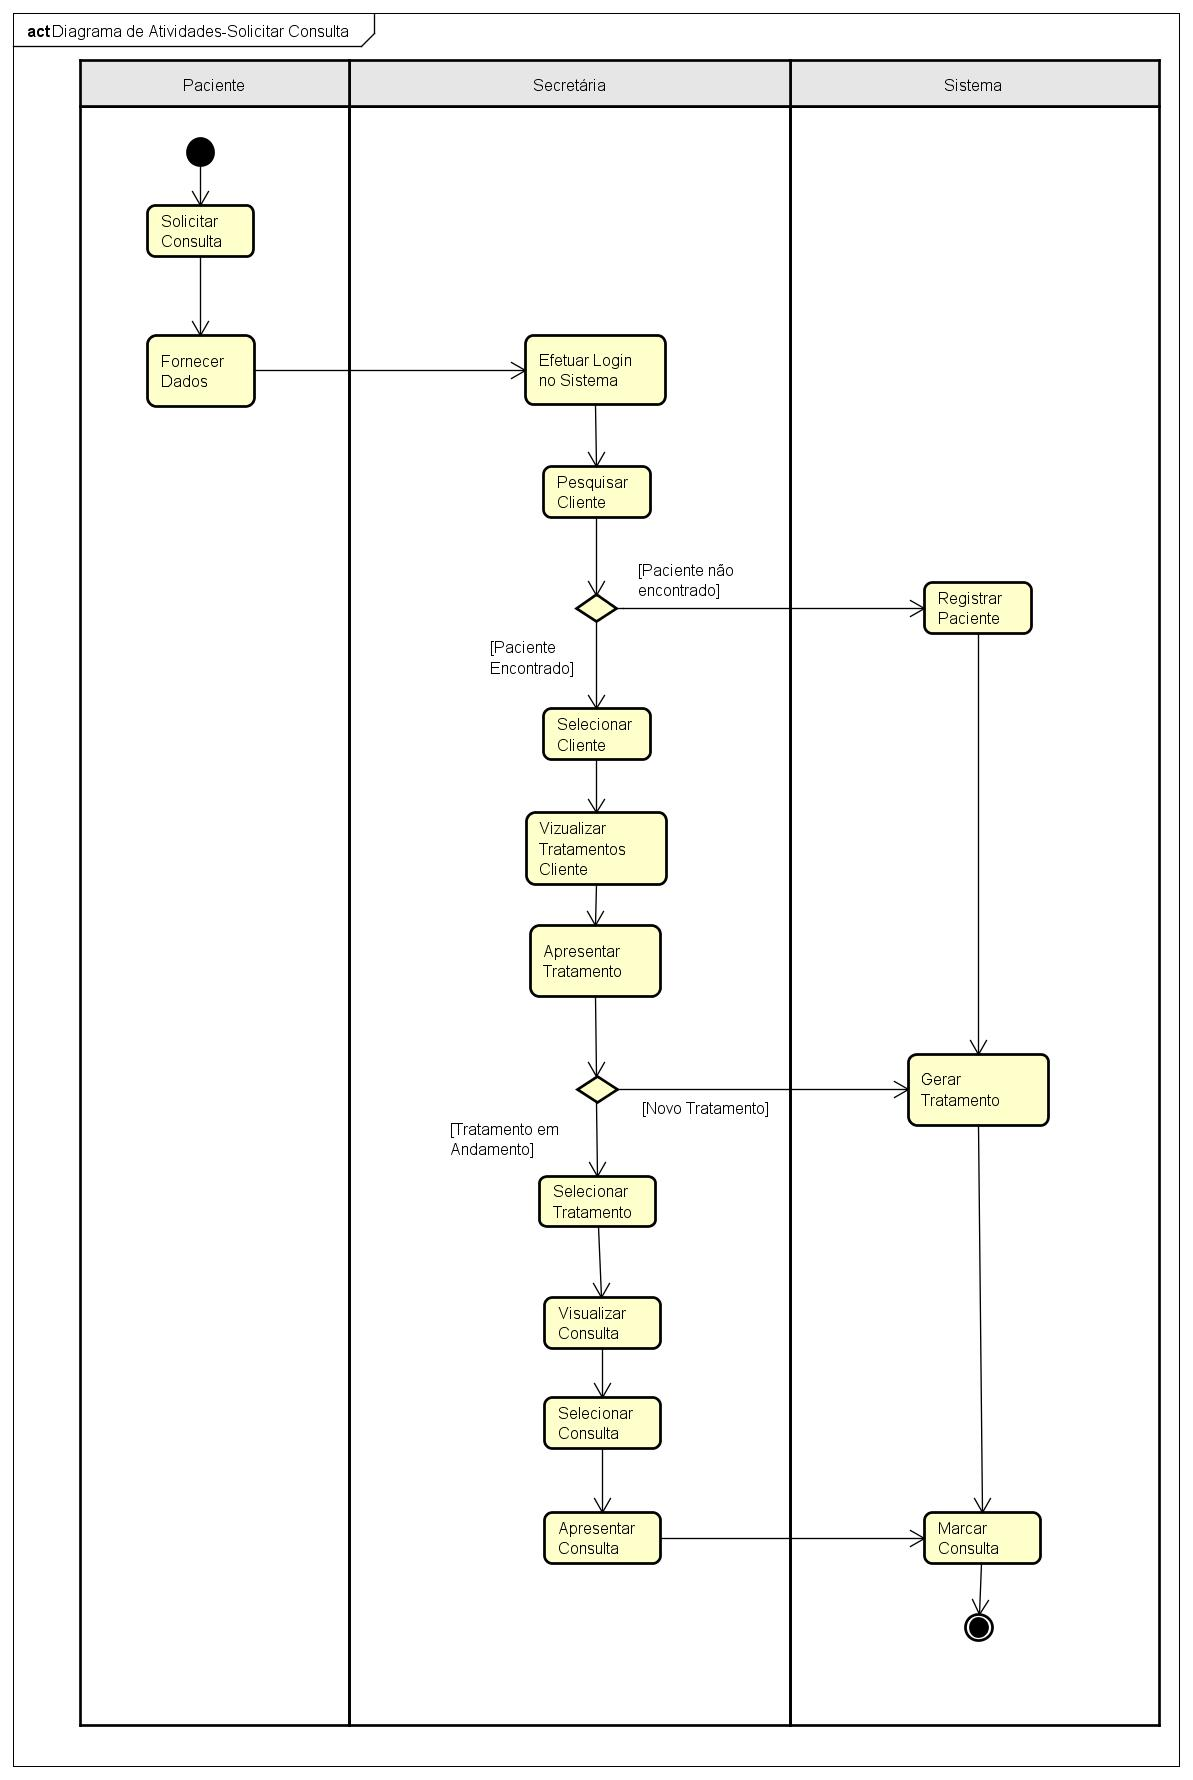 act Diagrama de Atividades-Solicitar Consulta
Paciente
Secretária
Sistema
Solicitar
Consulta
Fornecer
Dados
Efetuar Login
no Sistema
Pesquisar
Cliente
[Paciente não
encontrado]
Registrar
Paciente
[Paciente
Encontrado]
Selecionar
Cliente
Vizualizar
Tratamentos
Cliente
Apresentar
Tratamento
Gerar
Tratamento
[Novo Tratamento]
[Tratamento em
Andamento]
Selecionar
Tratamento
Visualizar
Consulta
Selecionar
Consulta
Apresentar
Consulta
Marcar
Consulta